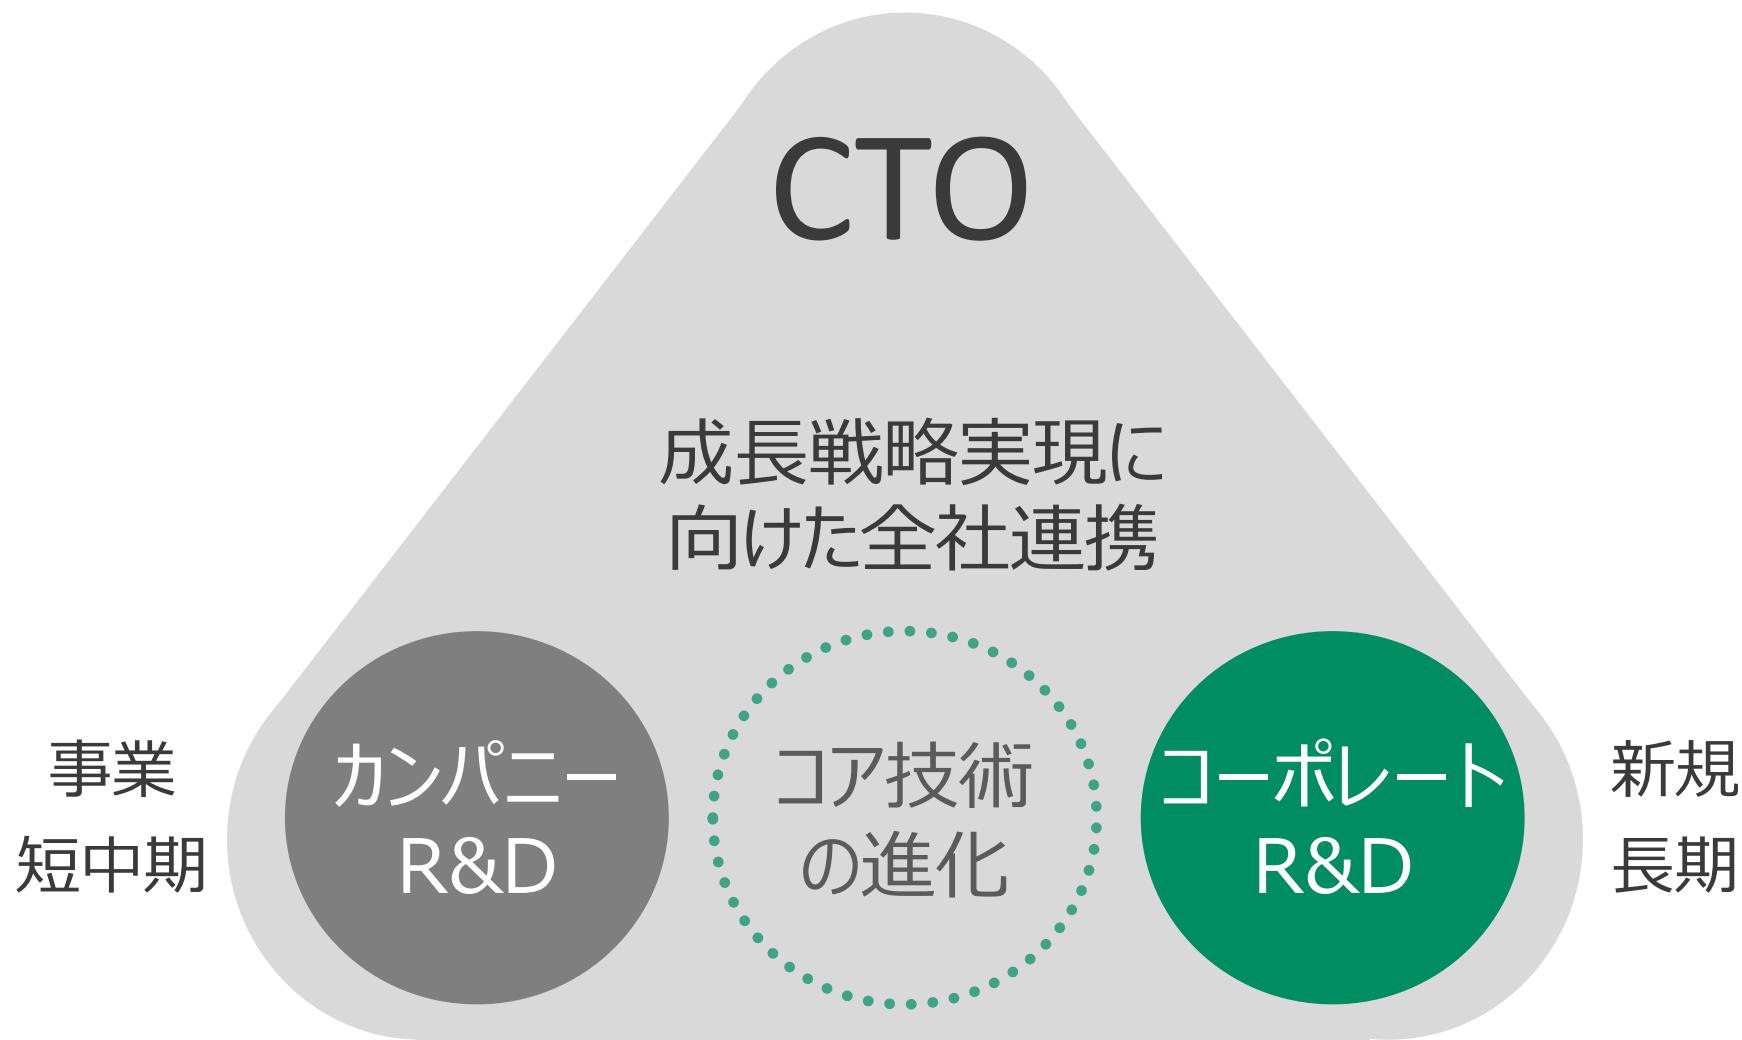 CTO
成長戦略実現に
向けた全社連携
事業
短中期
カンパニー
R&D
コア技術
の進化
コーポレート
R&D
新規
長期